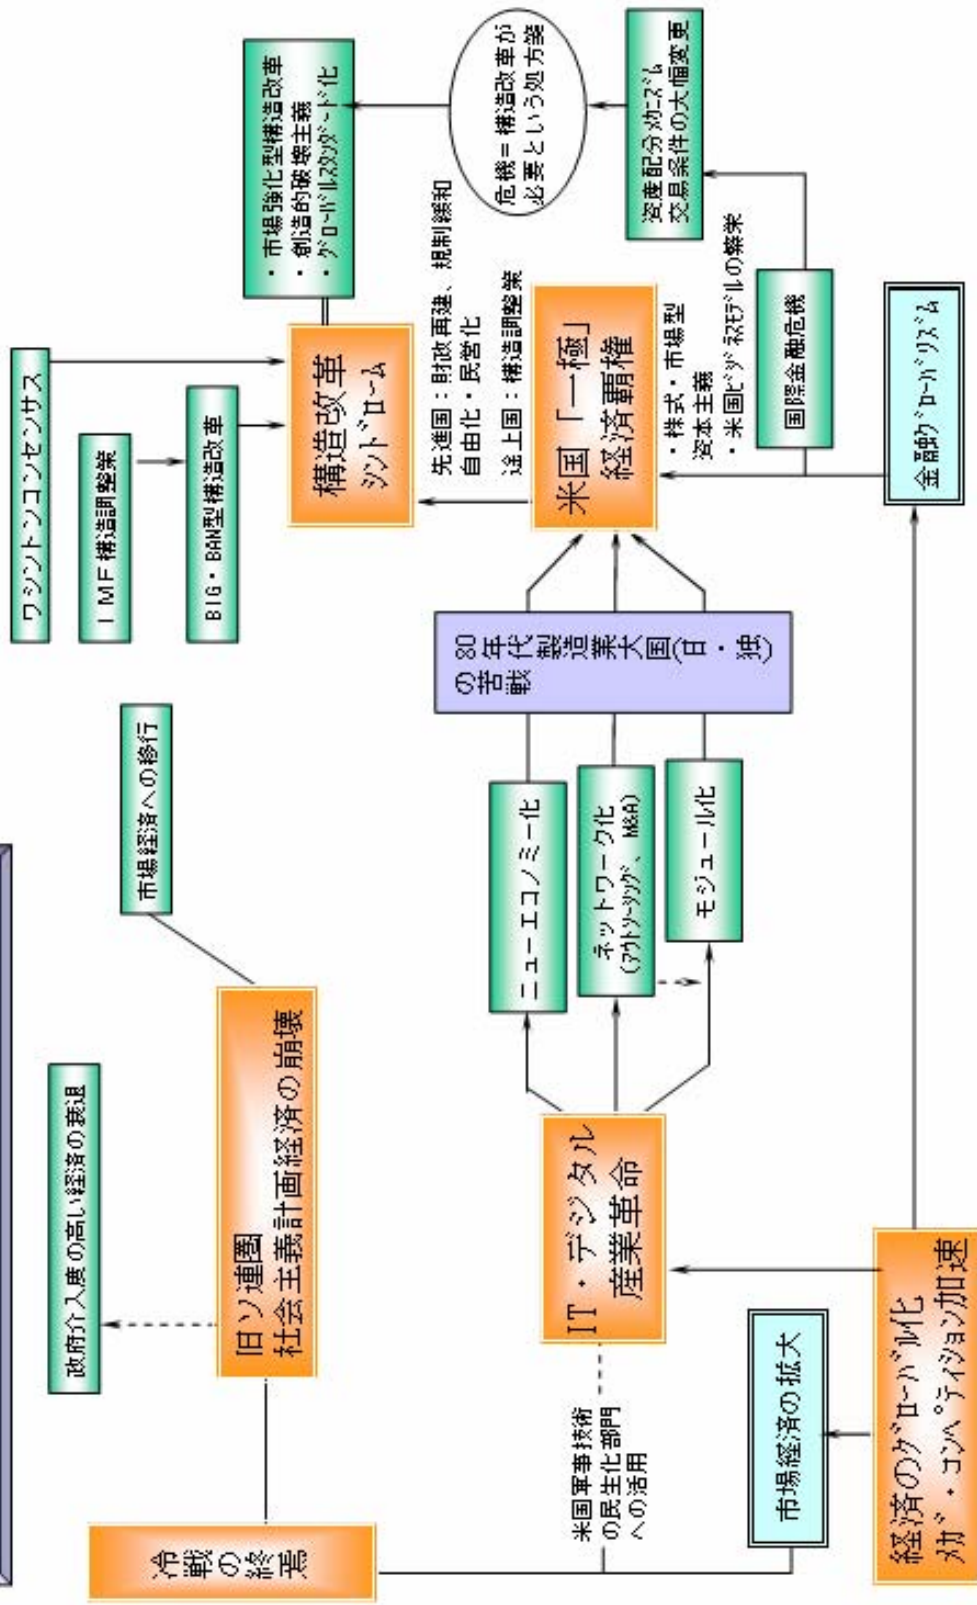 冷戦の
終焉
旧ソ連圏
社会主義計画経済の崩壊
政府介入度の高い経済の衰退
市場経済への移行
ワシントンコンセンサス
IMF構造調整策
BIG・BAN型構造改革
構造改革
シンドローム
・市場強化型構造改革
・創造的破壊主義
・グローバルスタンダード化
先進国：財政再建、規制緩和
自由化・民営化
途上国：構造調整策
危機＝構造改革が
必要という処方箋
米国軍事技術
の民生化部門
への活用
IT・デジタル
産業革命
ニューエコノミー化
ネットワーク化
(アウトソーシング、M&A)
モジュール化
80年代製造業大国(日・独)
の苦戦
米国「一極」
経済覇権
・株式・市場型
資本主義
・米国ビジネスモデルの繁栄
資産配分メカニズム
交易条件の大幅変更
国際金融危機
市場経済の拡大
経済のグローバル化
メガ・コンペティション加速
金融グローバリズム